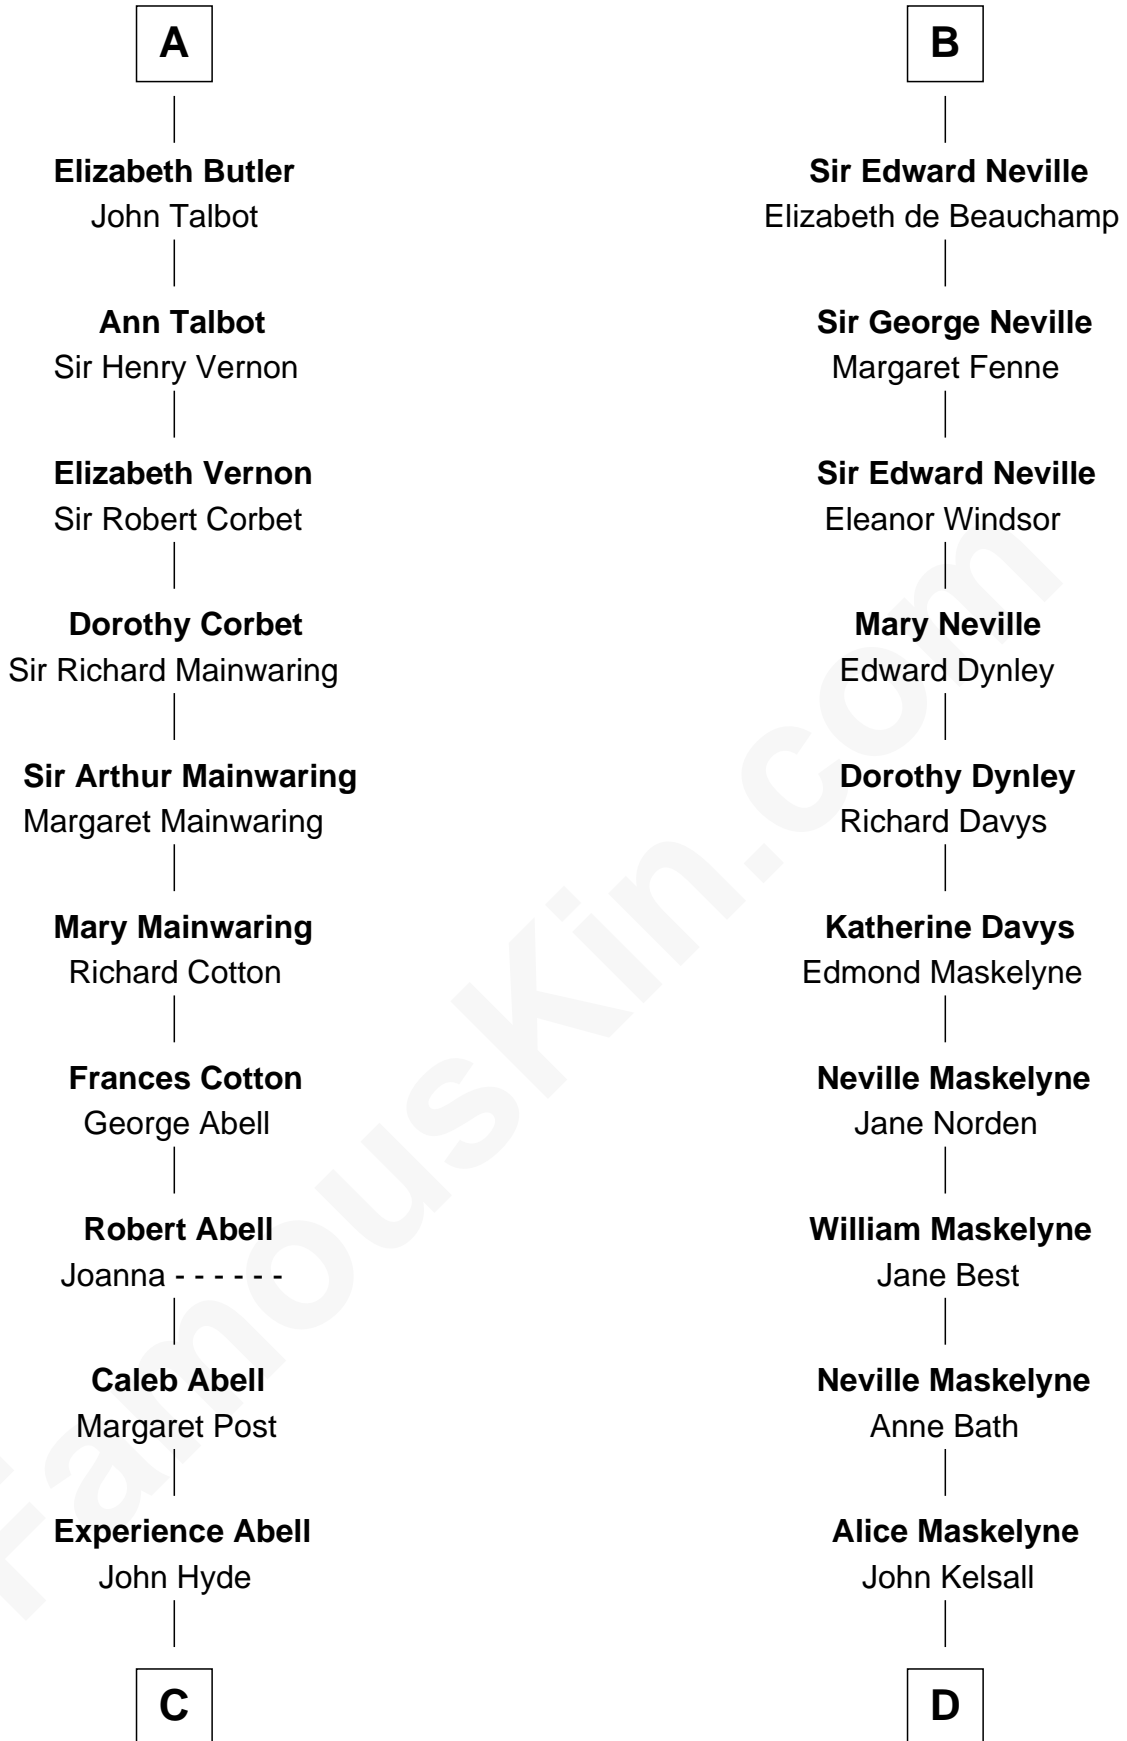 A
Elizabeth Butler
John Talbot
Ann Talbot
Sir Henry Vernon
Elizabeth Vernon
Sir Robert Corbet
Dorothy Corbet
Sir Richard Mainwaring
Sir Arthur Mainwaring
Margaret Mainwaring
Mary Mainwaring
Richard Cotton
Frances Cotton
George Abell
Robert Abell
Joanna - - - - - -
Caleb Abell
Margaret Post
Experience Abell
John Hyde
C
B
Sir Edward Neville
Elizabeth de Beauchamp
Sir George Neville
Margaret Fenne
Sir Edward Neville
Eleanor Windsor
Mary Neville
Edward Dynley
Dorothy Dynley
Richard Davys
Katherine Davys
Edmond Maskelyne
Neville Maskelyne
Jane Norden
William Maskelyne
Jane Best
Neville Maskelyne
Anne Bath
Alice Maskelyne
John Kelsall
D
FamousKin.com